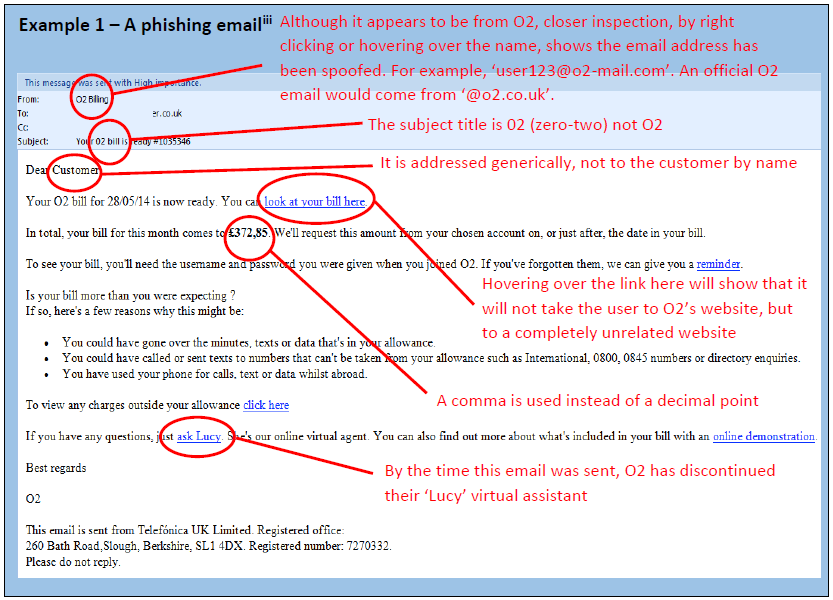 Example 1 – A phishing email iii
Although it appears to be from O2, closer inspection, by right
clicking or hovering over the name, shows the email address has
been spoofed. For example, ‘user123@o2-mail.com’. An official O2
email would come from ‘@o2.co.uk’.
This message was sent with High importance.
From: O2 Billing
To: er.co.uk
Cc:
Subject: Your 02 bill is ready #1035346
The subject title is 02 (zero-two) not O2
It is addressed generically, not to the customer by name
Dear Customer
Your O2 bill for 28/05/14 is now ready. You can look at your bill here.
In total, your bill for this month comes to £372,85. We'll request this amount from your chosen account on, or just after, the date in your bill.
To see your bill, you'll need the username and password you were given when you joined O2. If you've forgotten them, we can give you a reminder.
Hovering over the link here will show that it
will not take the user to O2’s website, but
to a completely unrelated website
Is your bill more than you were expecting ?
If so, here's a few reasons why this might be:
• You could have gone over the minutes, texts or data that's in your allowance.
• You could have called or sent texts to numbers that can't be taken from your allowance such as International, 0800, 0845 numbers or directory enquiries.
• You have used your phone for calls, text or data whilst abroad.
A comma is used instead of a decimal point
To view any charges outside your allowance click here
If you have any questions, just ask Lucy. She's our online virtual agent. You can also find out more about what's included in your bill with an online demonstration.
By the time this email was sent, O2 has discontinued
their ‘Lucy’ virtual assistant
Best regards
O2
This email is sent from Telefónica UK Limited. Registered office:
260 Bath Road,Slough, Berkshire, SL1 4DX. Registered number: 7270332.
Please do not reply.